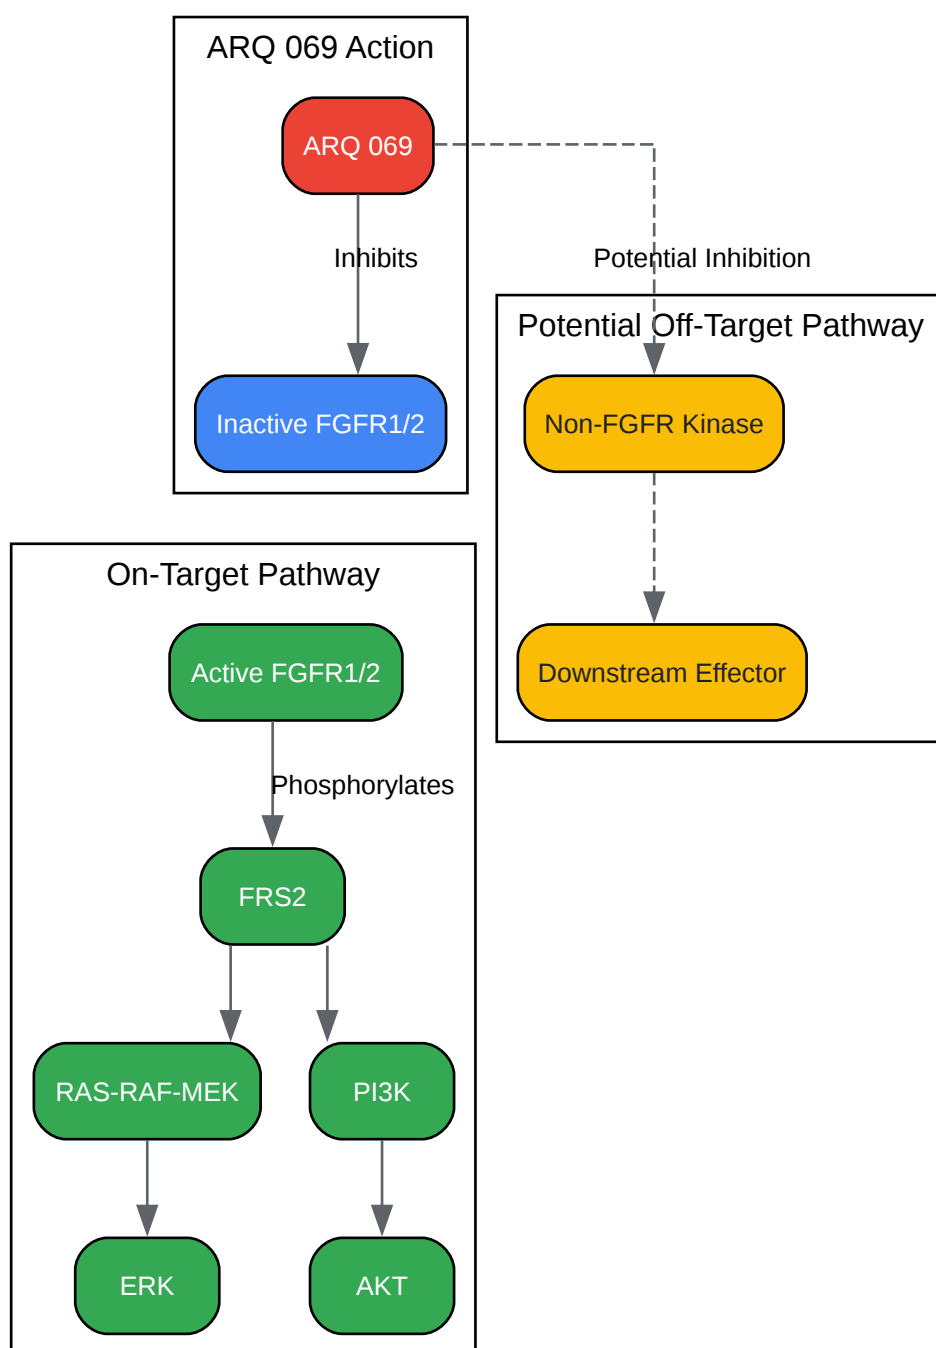 ARQ 069 Action
ARQ 069
Inhibits
Potential Inhibition
Potential Off-Target Pathway
Inactive FGFR1/2
Non-FGFR Kinase
On-Target Pathway
Active FGFR1/2
Downstream Effector
Phosphorylates
FRS2
RAS-RAF-MEK
PI3K
ERK
AKT